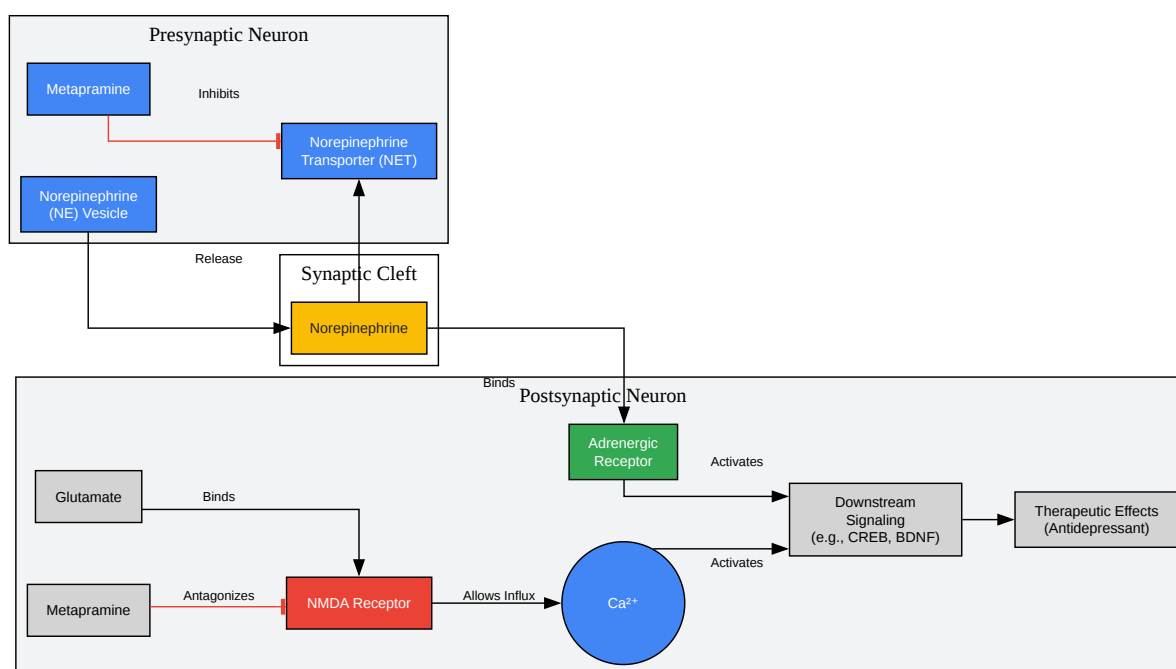 Presynaptic Neuron
Metapramine
Inhibits
Norepinephrine
Transporter (NET)
Norepinephrine
(NE) Vesicle
Release
Synaptic Cleft
Norepinephrine
Binds
Postsynaptic Neuron
Adrenergic
Receptor
Activates
Glutamate
Binds
Downstream
Signaling
(e.g., CREB, BDNF)
Therapeutic Effects
(Antidepressant)
Activates
Metapramine
Antagonizes
NMDA Receptor
Allows Influx
Ca²⁺